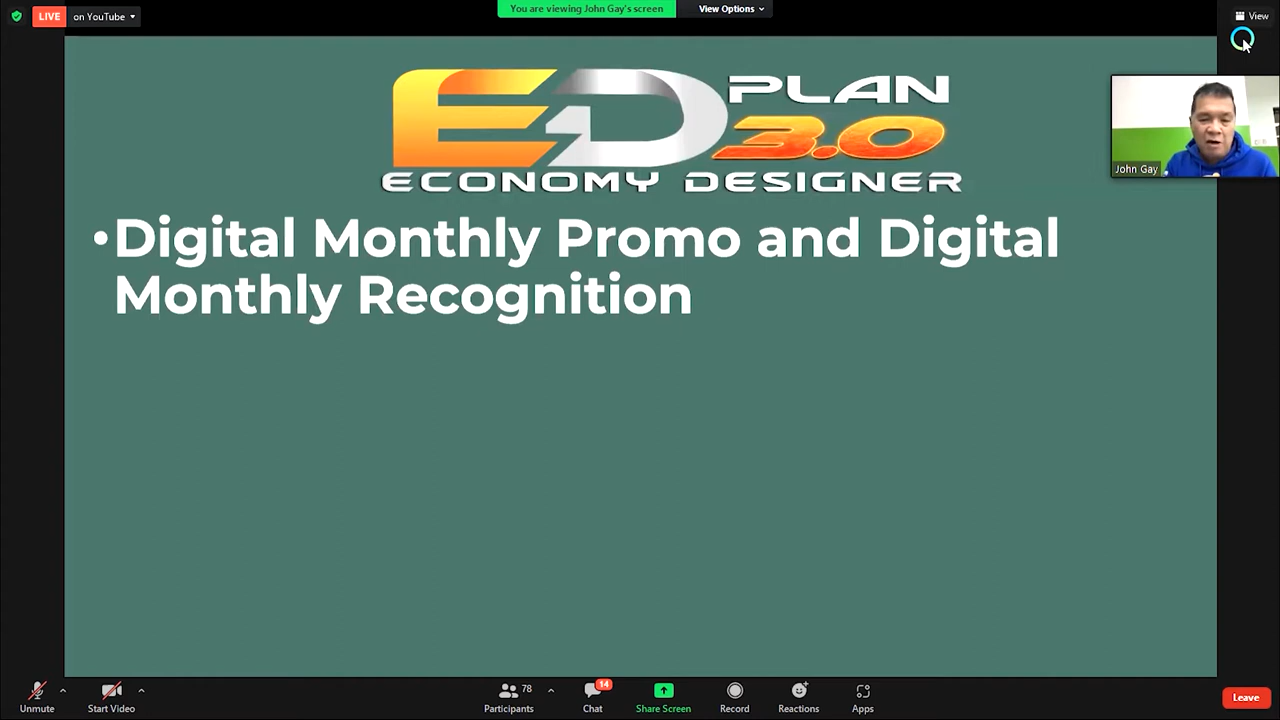 LIVE on YouTube
You are viewing John Gay's screen
View Options
View
ED PLAN
3.0
ECONOMY DESIGNER
John Gay
•Digital Monthly Promo and Digital
Monthly Recognition
Unmute
Start Video
78
Participants
14
Chat
Share Screen
Record
Reactions
Apps
Leave